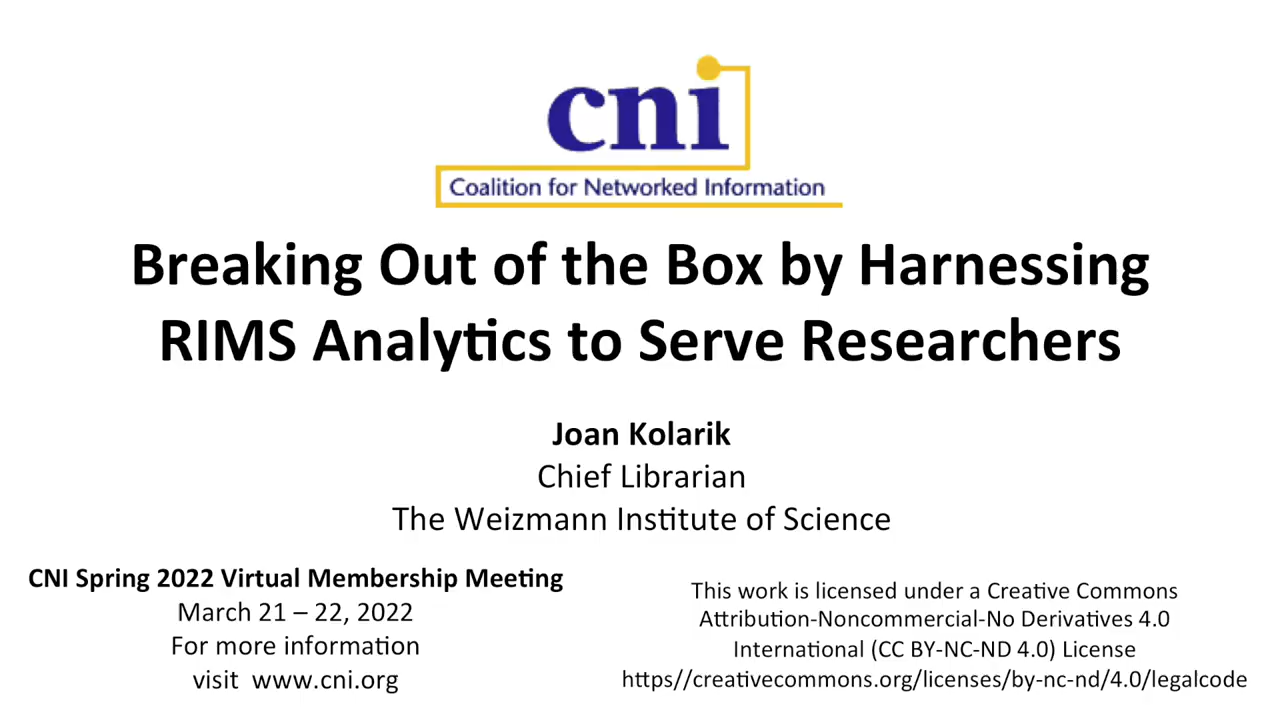 cni
Coalition for Networked Information
Breaking Out of the Box by Harnessing
RIMS Analytics to Serve Researchers
Joan Kolarik
Chief Librarian
The Weizmann Institute of Science
CNI Spring 2022 Virtual Membership Meeting
March 21 – 22, 2022
For more information
visit www.cni.org
This work is licensed under a Creative Commons
Attribution-Noncommercial-No Derivatives 4.0
International (CC BY-NC-ND 4.0) License
https//creativecommons.org/licenses/by-nc-nd/4.0/legalcode